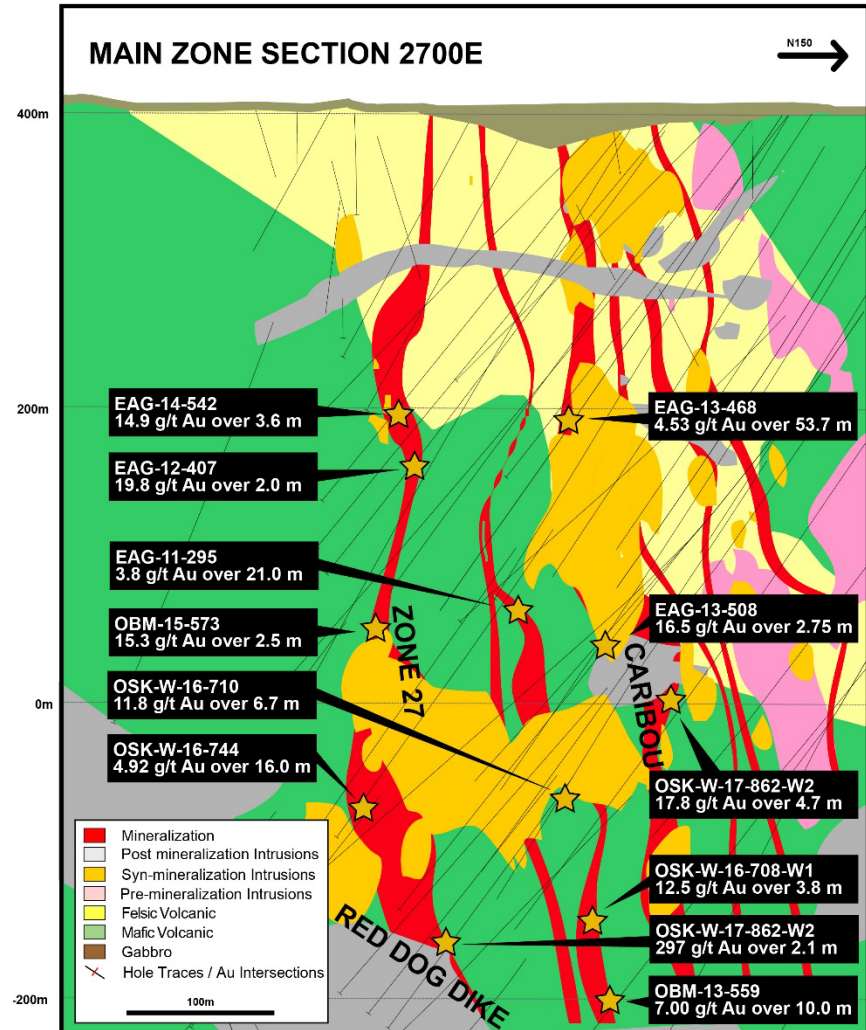 MAIN ZONE SECTION 2700E
N150
400m
200m
0m
-200m
EAG-14-542
14.9 g/t Au over 3.6 m
EAG-12-407
19.8 g/t Au over 2.0 m
EAG-11-295
3.8 g/t Au over 21.0 m
OBM-15-573
15.3 g/t Au over 2.5 m
OSK-W-16-710
11.8 g/t Au over 6.7 m
OSK-W-16-744
4.92 g/t Au over 16.0 m
EAG-13-468
4.53 g/t Au over 53.7 m
EAG-13-508
16.5 g/t Au over 2.75 m
OSK-W-17-862-W2
17.8 g/t Au over 4.7 m
OSK-W-16-708-W1
12.5 g/t Au over 3.8 m
OSK-W-17-862-W2
297 g/t Au over 2.1 m
OBM-13-559
7.00 g/t Au over 10.0 m
ZONE 27
CARIBOU
RED DOG DIKE
Mineralization
Post mineralization Intrusions
Syn-mineralization Intrusions
Pre-mineralization Intrusions
Felsic Volcanic
Mafic Volcanic
Gabbro
Hole Traces / Au Intersections
100m